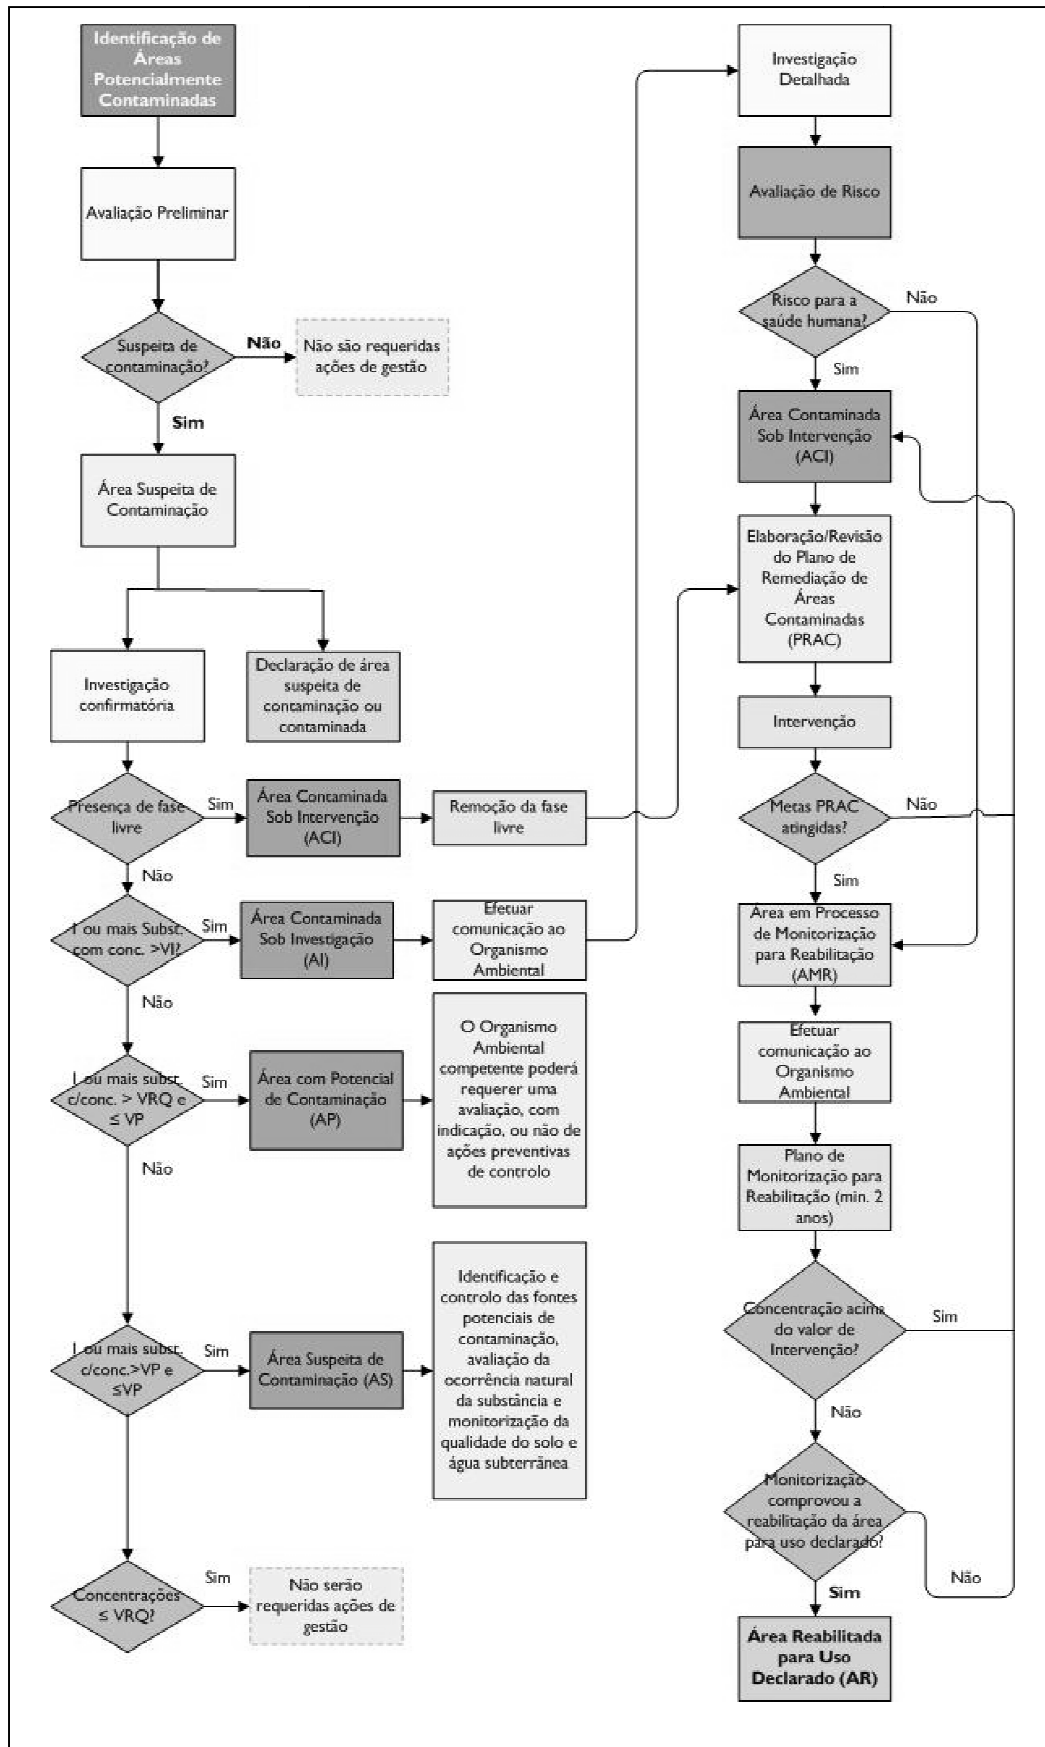 Identificação de
Áreas
Potencialmente
Contaminadas
Avaliação Preliminar
Suspeita de
contaminação?
Não
Não são requeridas
ações de gestão
Sim
Área Suspeita de
Contaminação
Investigação
confirmatória
Declaração de área
suspeita de
contaminação ou
contaminada
Presença de fase
livre
Sim
Área Contaminada
Sob Intervenção
(ACI)
Remoção da fase
livre
Não
1 ou mais Subst.
com conc. >VI?
Sim
Área Contaminada
Sob Investigação
(AI)
Efetuar
comunicação ao
Organismo
Ambiental
Não
1 ou mais subst.
c/conc. > VRQ e
≤ VP
Sim
Área com Potencial
de Contaminação
(AP)
O Organismo
Ambiental
competente poderá
requerer uma
avaliação, com
indicação, ou não de
ações preventivas
de controlo
Não
1 ou mais subst.
c/conc.>VP e
≤VP
Sim
Área Suspeita de
Contaminação (AS)
Identificação e
controlo das fontes
potenciais de
contaminação,
avaliação da
ocorrência natural
da substância e
monitorização da
qualidade do solo e
água subterrânea
Concentrações
≤ VRQ?
Sim
Não serão
requeridas ações de
gestão
Investigação
Detalhada
Avaliação de Risco
Risco para a
saúde humana?
Não
Sim
Área Contaminada
Sob Intervenção
(ACI)
Elaboração/Revisão
do Plano de
Remediação de
Áreas
Contaminadas
(PRAC)
Intervenção
Metas PRAC
atingidas?
Não
Sim
Área em Processo
de Monitorização
para Reabilitação
(AMR)
Efetuar
comunicação ao
Organismo
Ambiental
Plano de
Monitorização para
Reabilitação (min. 2
anos)
Concentração acima
do valor de
Intervenção?
Sim
Não
Monitorização
comprovou a
reabilitação da área
para uso declarado?
Não
Sim
Área Reabilitada
para Uso
Declarado (AR)